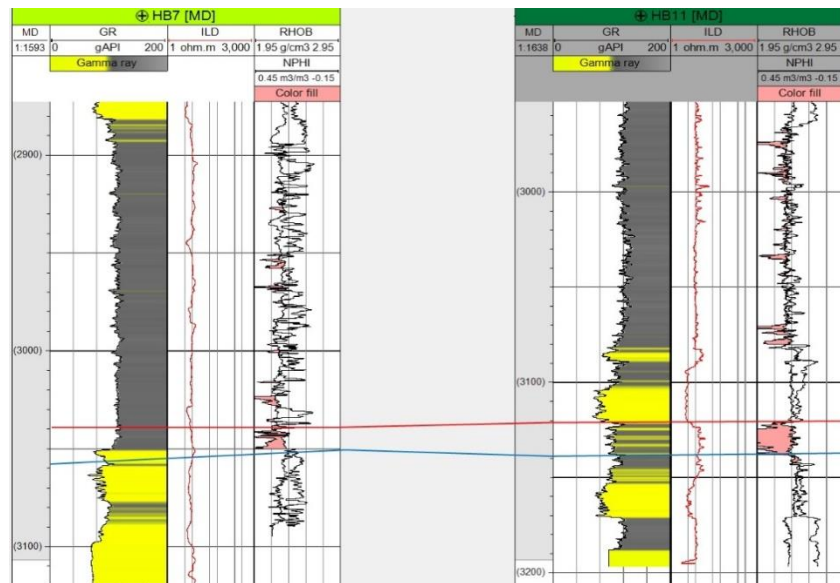 HB7 [MD]
MD GR ILD RHOB
1:1593 0 gAPI 200 1 ohm.m 3,000 1.95 g/cm3 2.95
Gamma ray NPHI
0.45 m3/m3 -0.15
Color fill
(2900)
(3000)
(3100)
HB11 [MD]
MD GR ILD RHOB
1:1638 0 gAPI 200 1 ohm.m 3,000 1.95 g/cm3 2.95
Gamma ray NPHI
0.45 m3/m3 -0.15
Color fill
(3000)
(3100)
(3200)